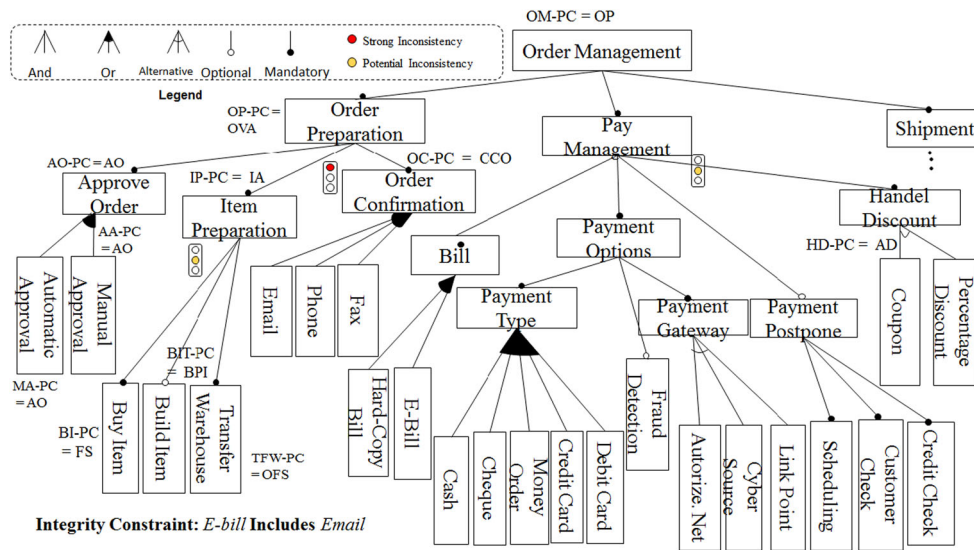 OM-PC = OP
Order Management
And
Or
Alternative
Optional
Mandatory
Strong Inconsistency
Potential Inconsistency
Legend
OP-PC =
OVA
Order
Preparation
Pay
Management
Shipment
AO-PC = AO
Approve
Order
IP-PC = IA
Item
Preparation
OC-PC = CCO
Order
Confirmation
AA-PC
= AO
Bill
Payment
Options
Handel
Discount
HD-PC = AD
Automatic
Approval
Manual
Approval
Email
Phone
Fax
Payment
Type
Payment
Gateway
Payment
Postpone
Coupon
Percentage
Discount
MA-PC
= AO
BIT-PC
= BPI
BI-PC
= FS
Buy Item
Build Item
Transfer
Warehouse
TFW-PC
=OFS
Hard-Copy
Bill
E-Bill
Fraud
Detection
Cash
Cheque
Money
Order
Credit Card
Debit Card
Autorize. Net
Cyber
Source
Link Point
Scheduling
Customer
Check
Credit Check
Integrity Constraint: E-bill Includes Email